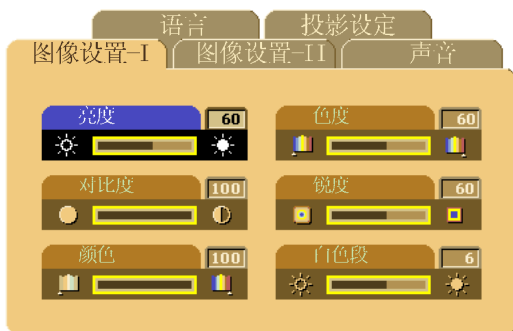 语言 投影设定
图像设置-I 图像设置-II 声音
亮度 60 色度 60
对比度 100 锐度 60
颜色 100 白色段 6